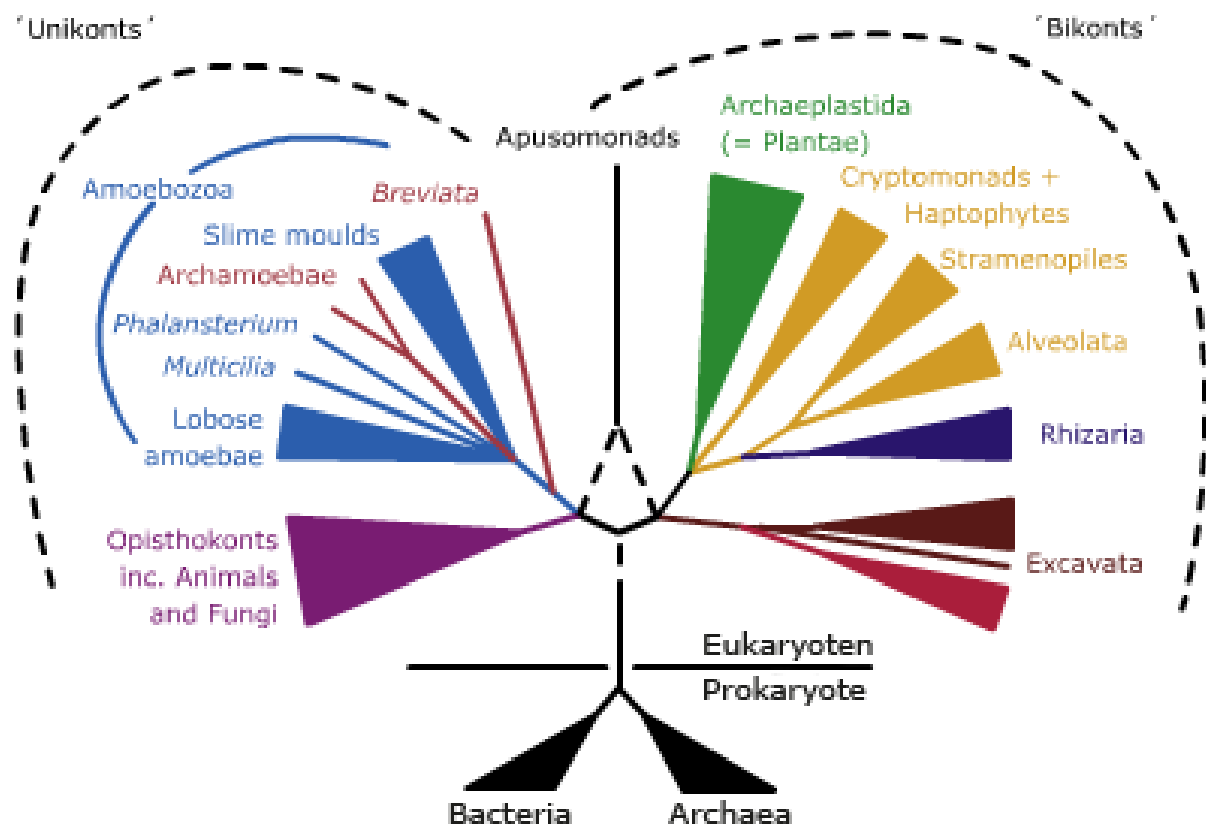 ´Unikonts´
´Bikonts´
Apusomonads
Archaeplastida
(= Plantae)
Cryptomonads +
Haptophytes
Stramenopiles
Alveolata
Rhizaria
Excavata
Amoebozoa
Breviata
Slime moulds
Archamoebae
Phalansterium
Multicilia
Lobose
amoebae
Opisthokonts
inc. Animals
and Fungi
Eukaryoten
Prokaryote
Bacteria
Archaea